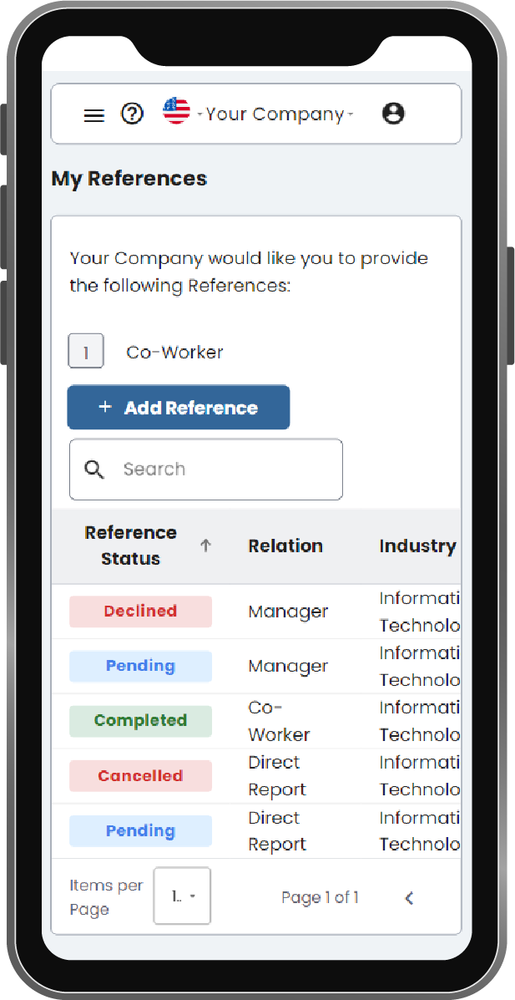 Your Company
My References
Your Company would like you to provide
the following References:
1 Co-Worker
+ Add Reference
Search
Reference
Status
Relation
Industry
Declined
Manager
Informati
Technolo
Pending
Manager
Informati
Technolo
Completed
Co-
Worker
Informati
Technolo
Cancelled
Direct
Report
Informati
Technolo
Pending
Direct
Report
Informati
Technolo
Items per
Page
1..
Page 1 of 1